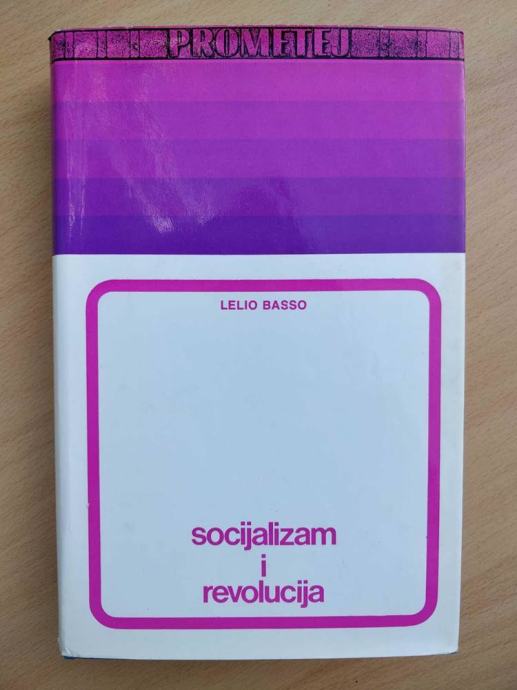 PROMETEJ
LELIO BASSO
socijalizam
i
revolucija